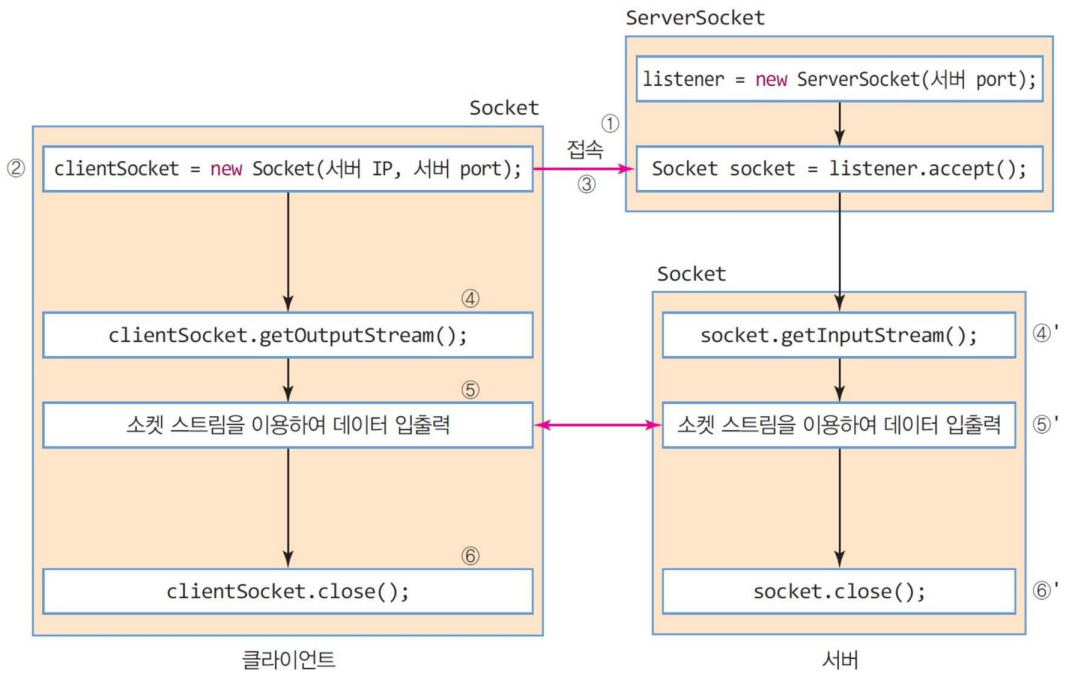 ServerSocket
listener = new ServerSocket(서버 port);
Socket
①
접속
② clientSocket = new Socket(서버 IP, 서버 port);
③
Socket socket = listener.accept();
Socket
④
clientSocket.getOutputStream();
socket.getInputStream(); ④'
⑤
소켓 스트림을 이용하여 데이터 입출력
소켓 스트림을 이용하여 데이터 입출력 ⑤'
⑥
clientSocket.close();
socket.close(); ⑥'
클라이언트
서버